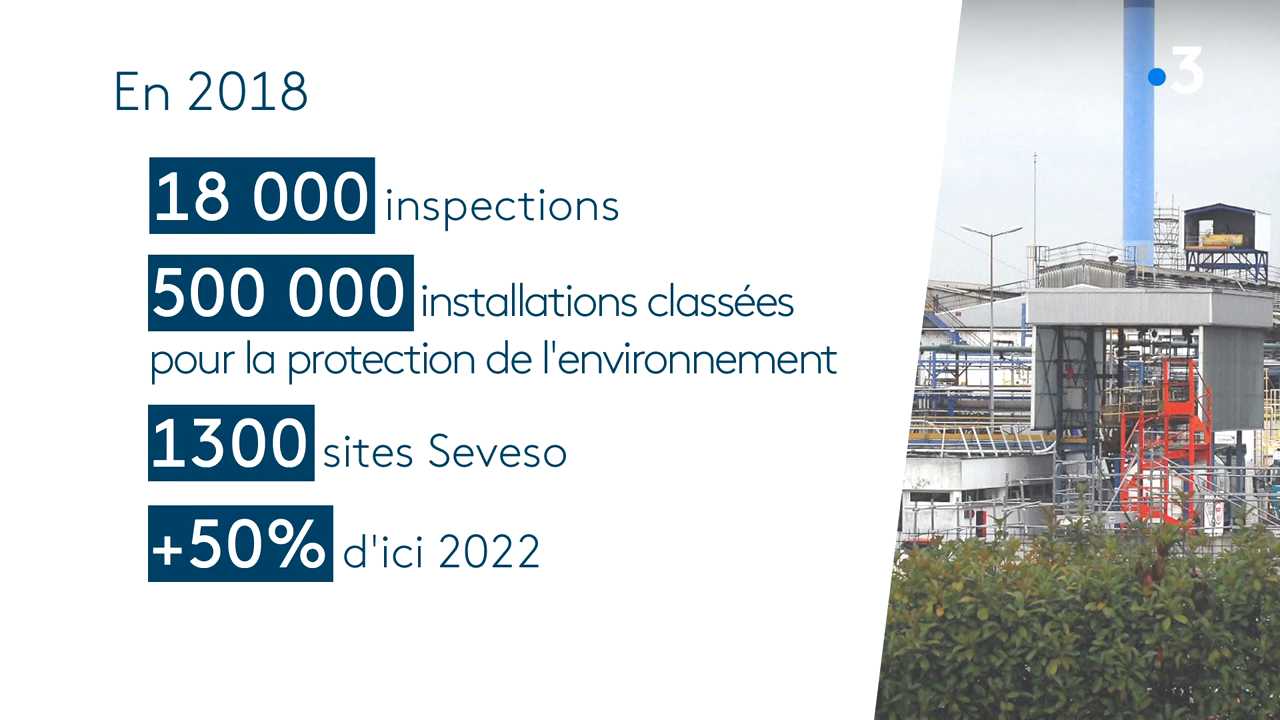 En 2018
3
18 000 inspections
500 000 installations classées
pour la protection de l'environnement
1300 sites Seveso
+50% d'ici 2022